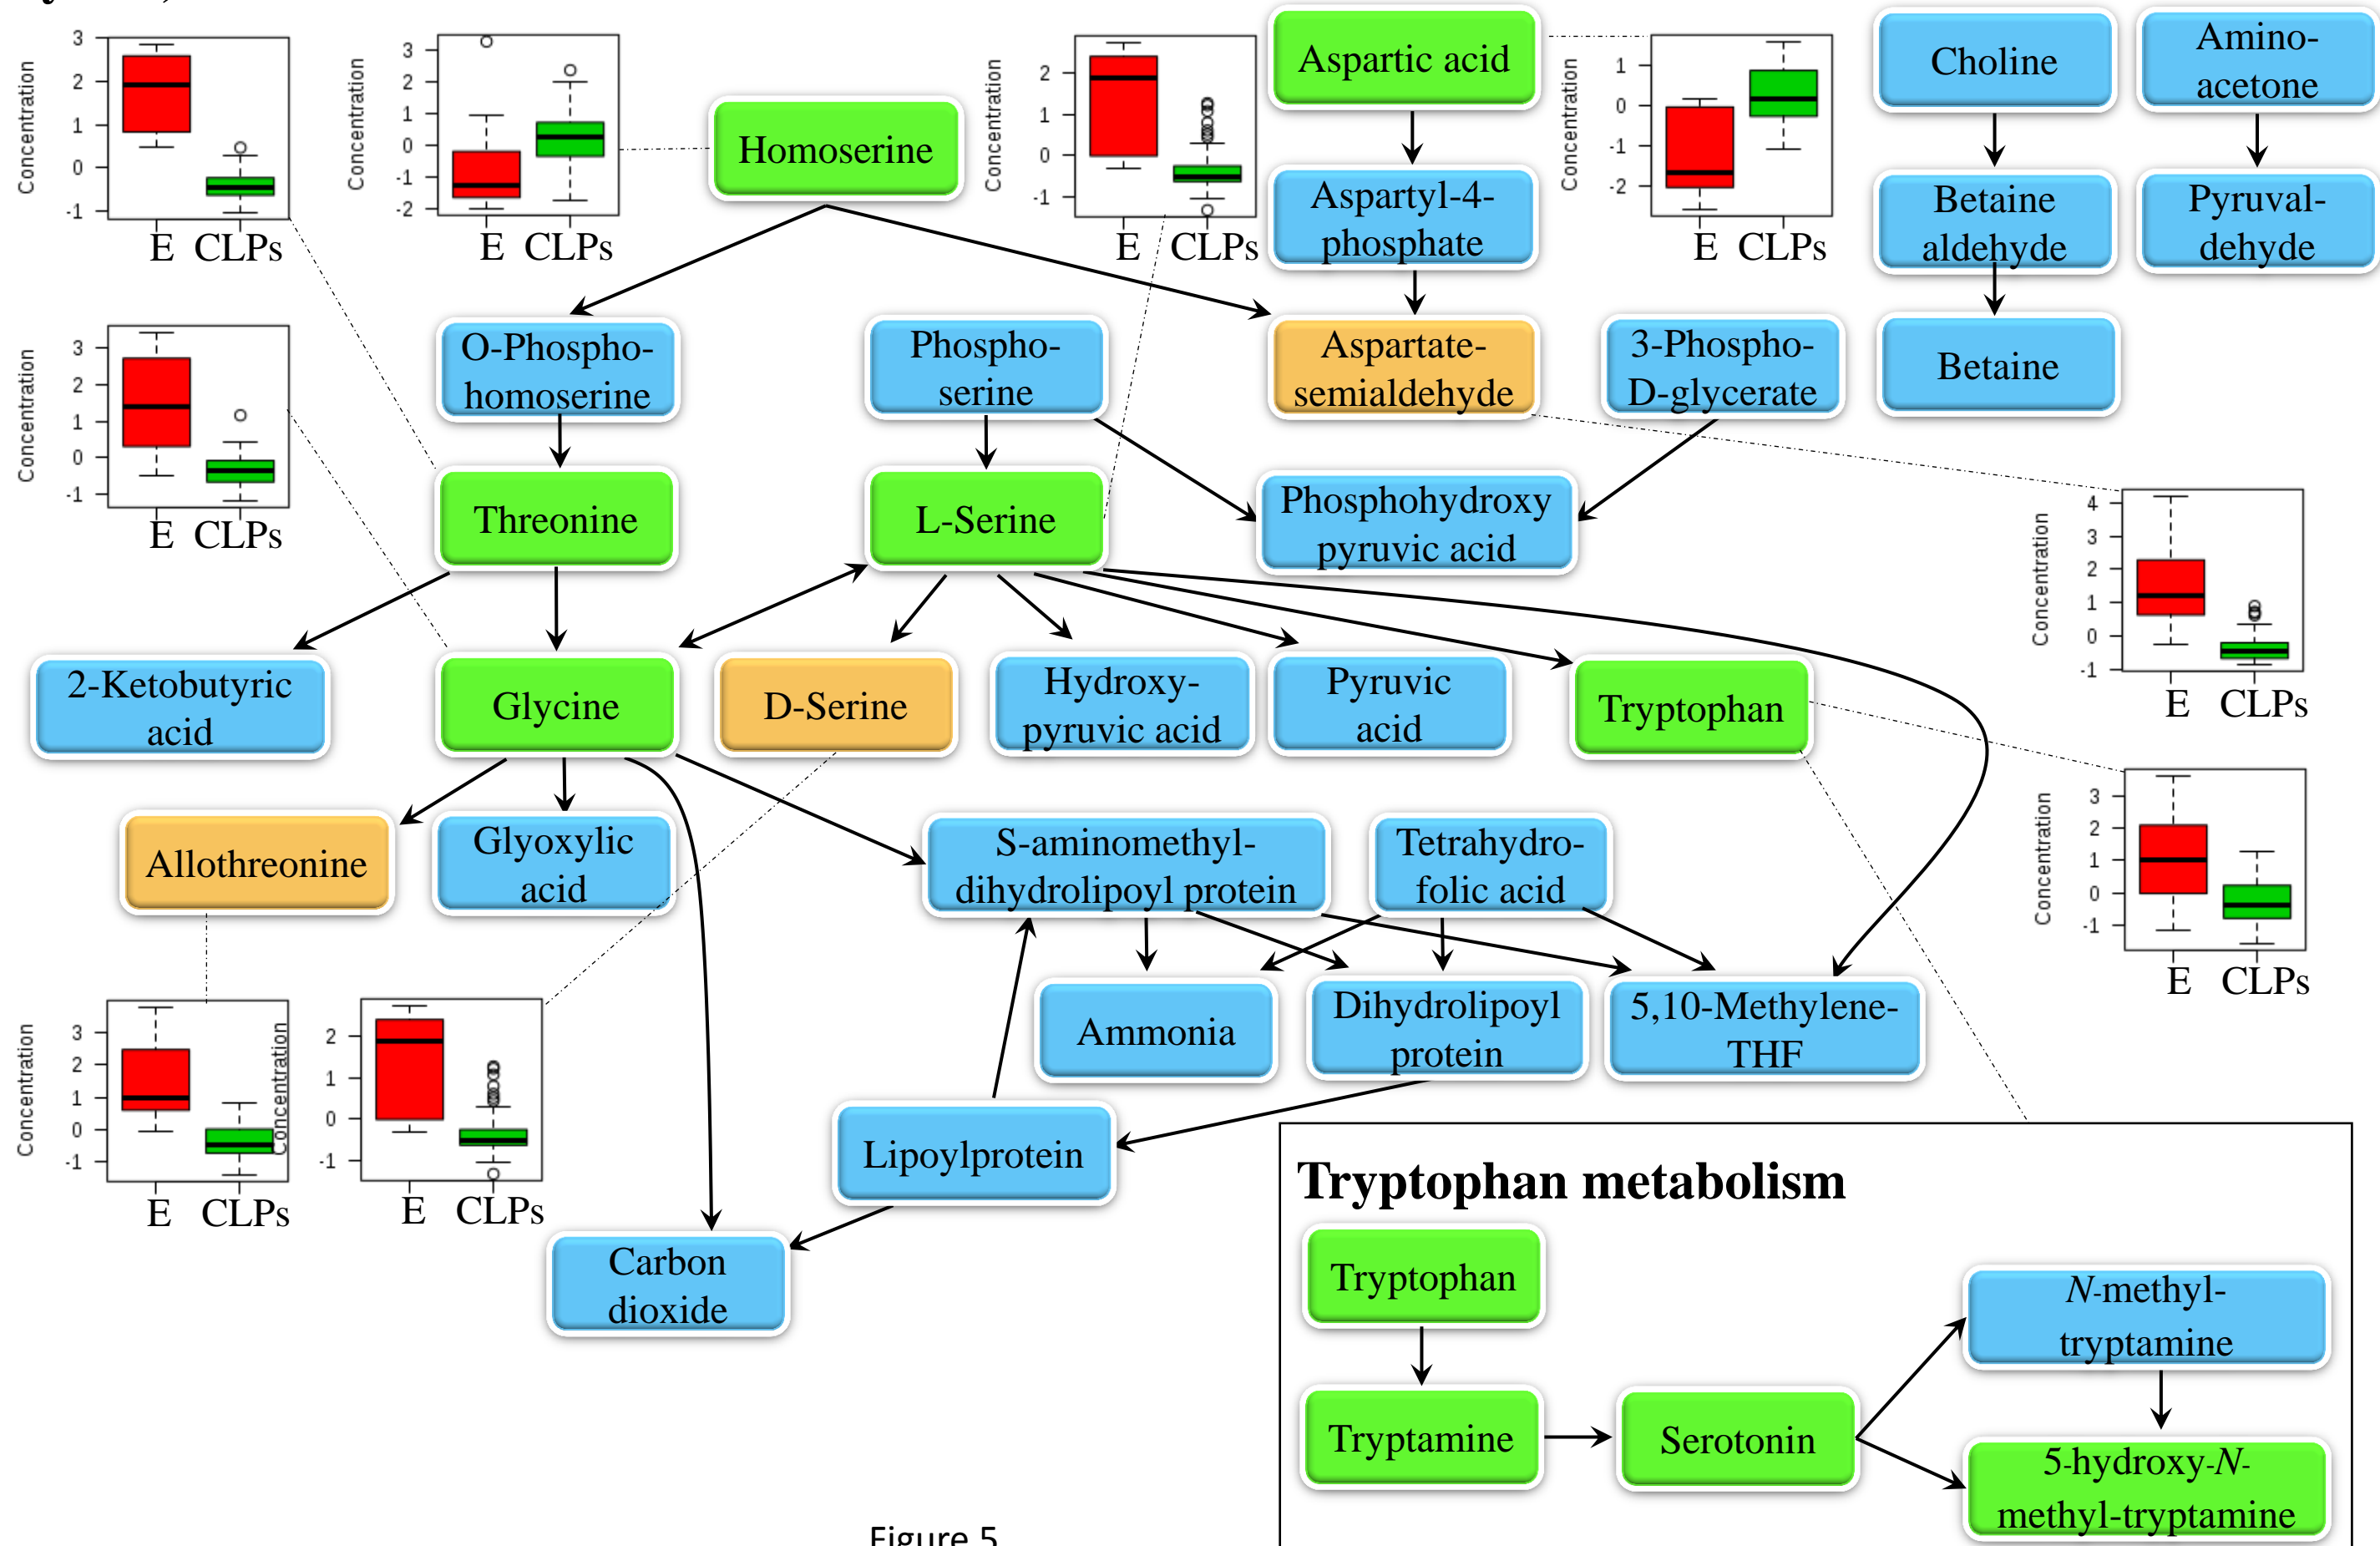 3
2
1
0
-1
Concentration
E CLPs
3
2
1
0
-1
-2
Concentration
E CLPs
Homoserine
2
1
0
-1
Concentration
E CLPs
Aspartic acid
1
0
-1
-2
Concentration
E CLPs
Choline
Amino-
acetone
Aspartyl-4-
phosphate
Betaine
aldehyde
Pyruval-
dehyde
3
2
1
0
-1
Concentration
E CLPs
O-Phospho-
homoserine
Phospho-
serine
Aspartate-
semialdehyde
3-Phospho-
D-glycerate
Betaine
Threonine
L-Serine
Phosphohydroxy
pyruvic acid
4
3
2
1
0
-1
Concentration
E CLPs
2-Ketobutyric
acid
Glycine
D-Serine
Hydroxy-
pyruvic acid
Pyruvic
acid
Tryptophan
3
2
1
0
-1
Concentration
E CLPs
Allothreonine
Glyoxylic
acid
S-aminomethyl-
dihydrolipoyl protein
Tetrahydro-
folic acid
Ammonia
Dihydrolipoyl
protein
5,10-Methylene-
THF
3
2
1
0
-1
Concentration
E CLPs
2
1
0
-1
Concentration
E CLPs
Lipoylprotein
Carbon
dioxide
Tryptophan metabolism
Tryptophan
N-methyl-
tryptamine
Tryptamine
Serotonin
5-hydroxy-N-
methyl-tryptamine
Figure 5